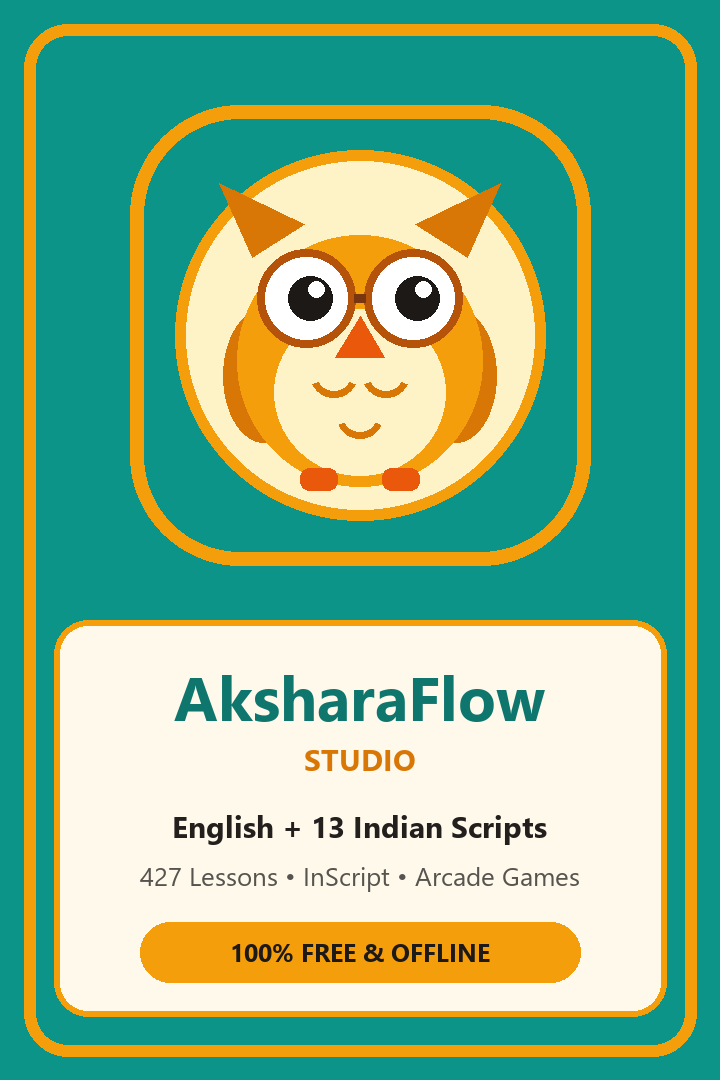 AksharaFlow
STUDIO
English + 13 Indian Scripts
427 Lessons • InScript • Arcade Games
100% FREE & OFFLINE